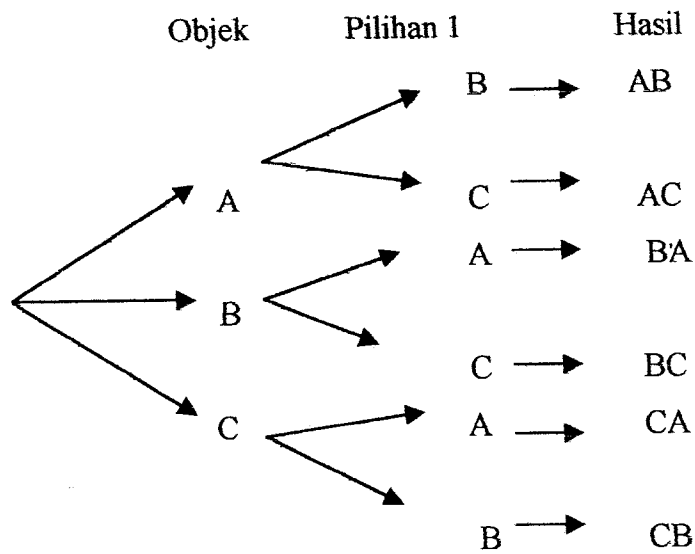 Objek Pilihan 1 Hasil
B AB
A C AC
A BA
B
C BC
C A CA
B CB